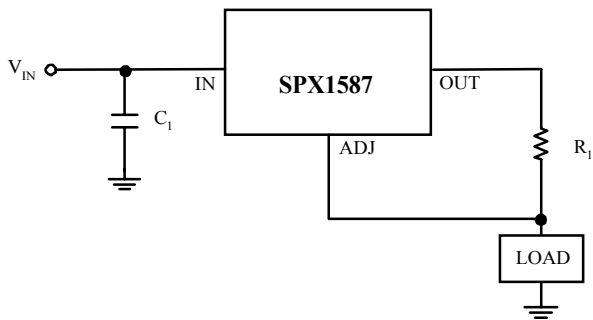 V_IN
IN
SPX1587
OUT
C_1
ADJ
R_1
LOAD